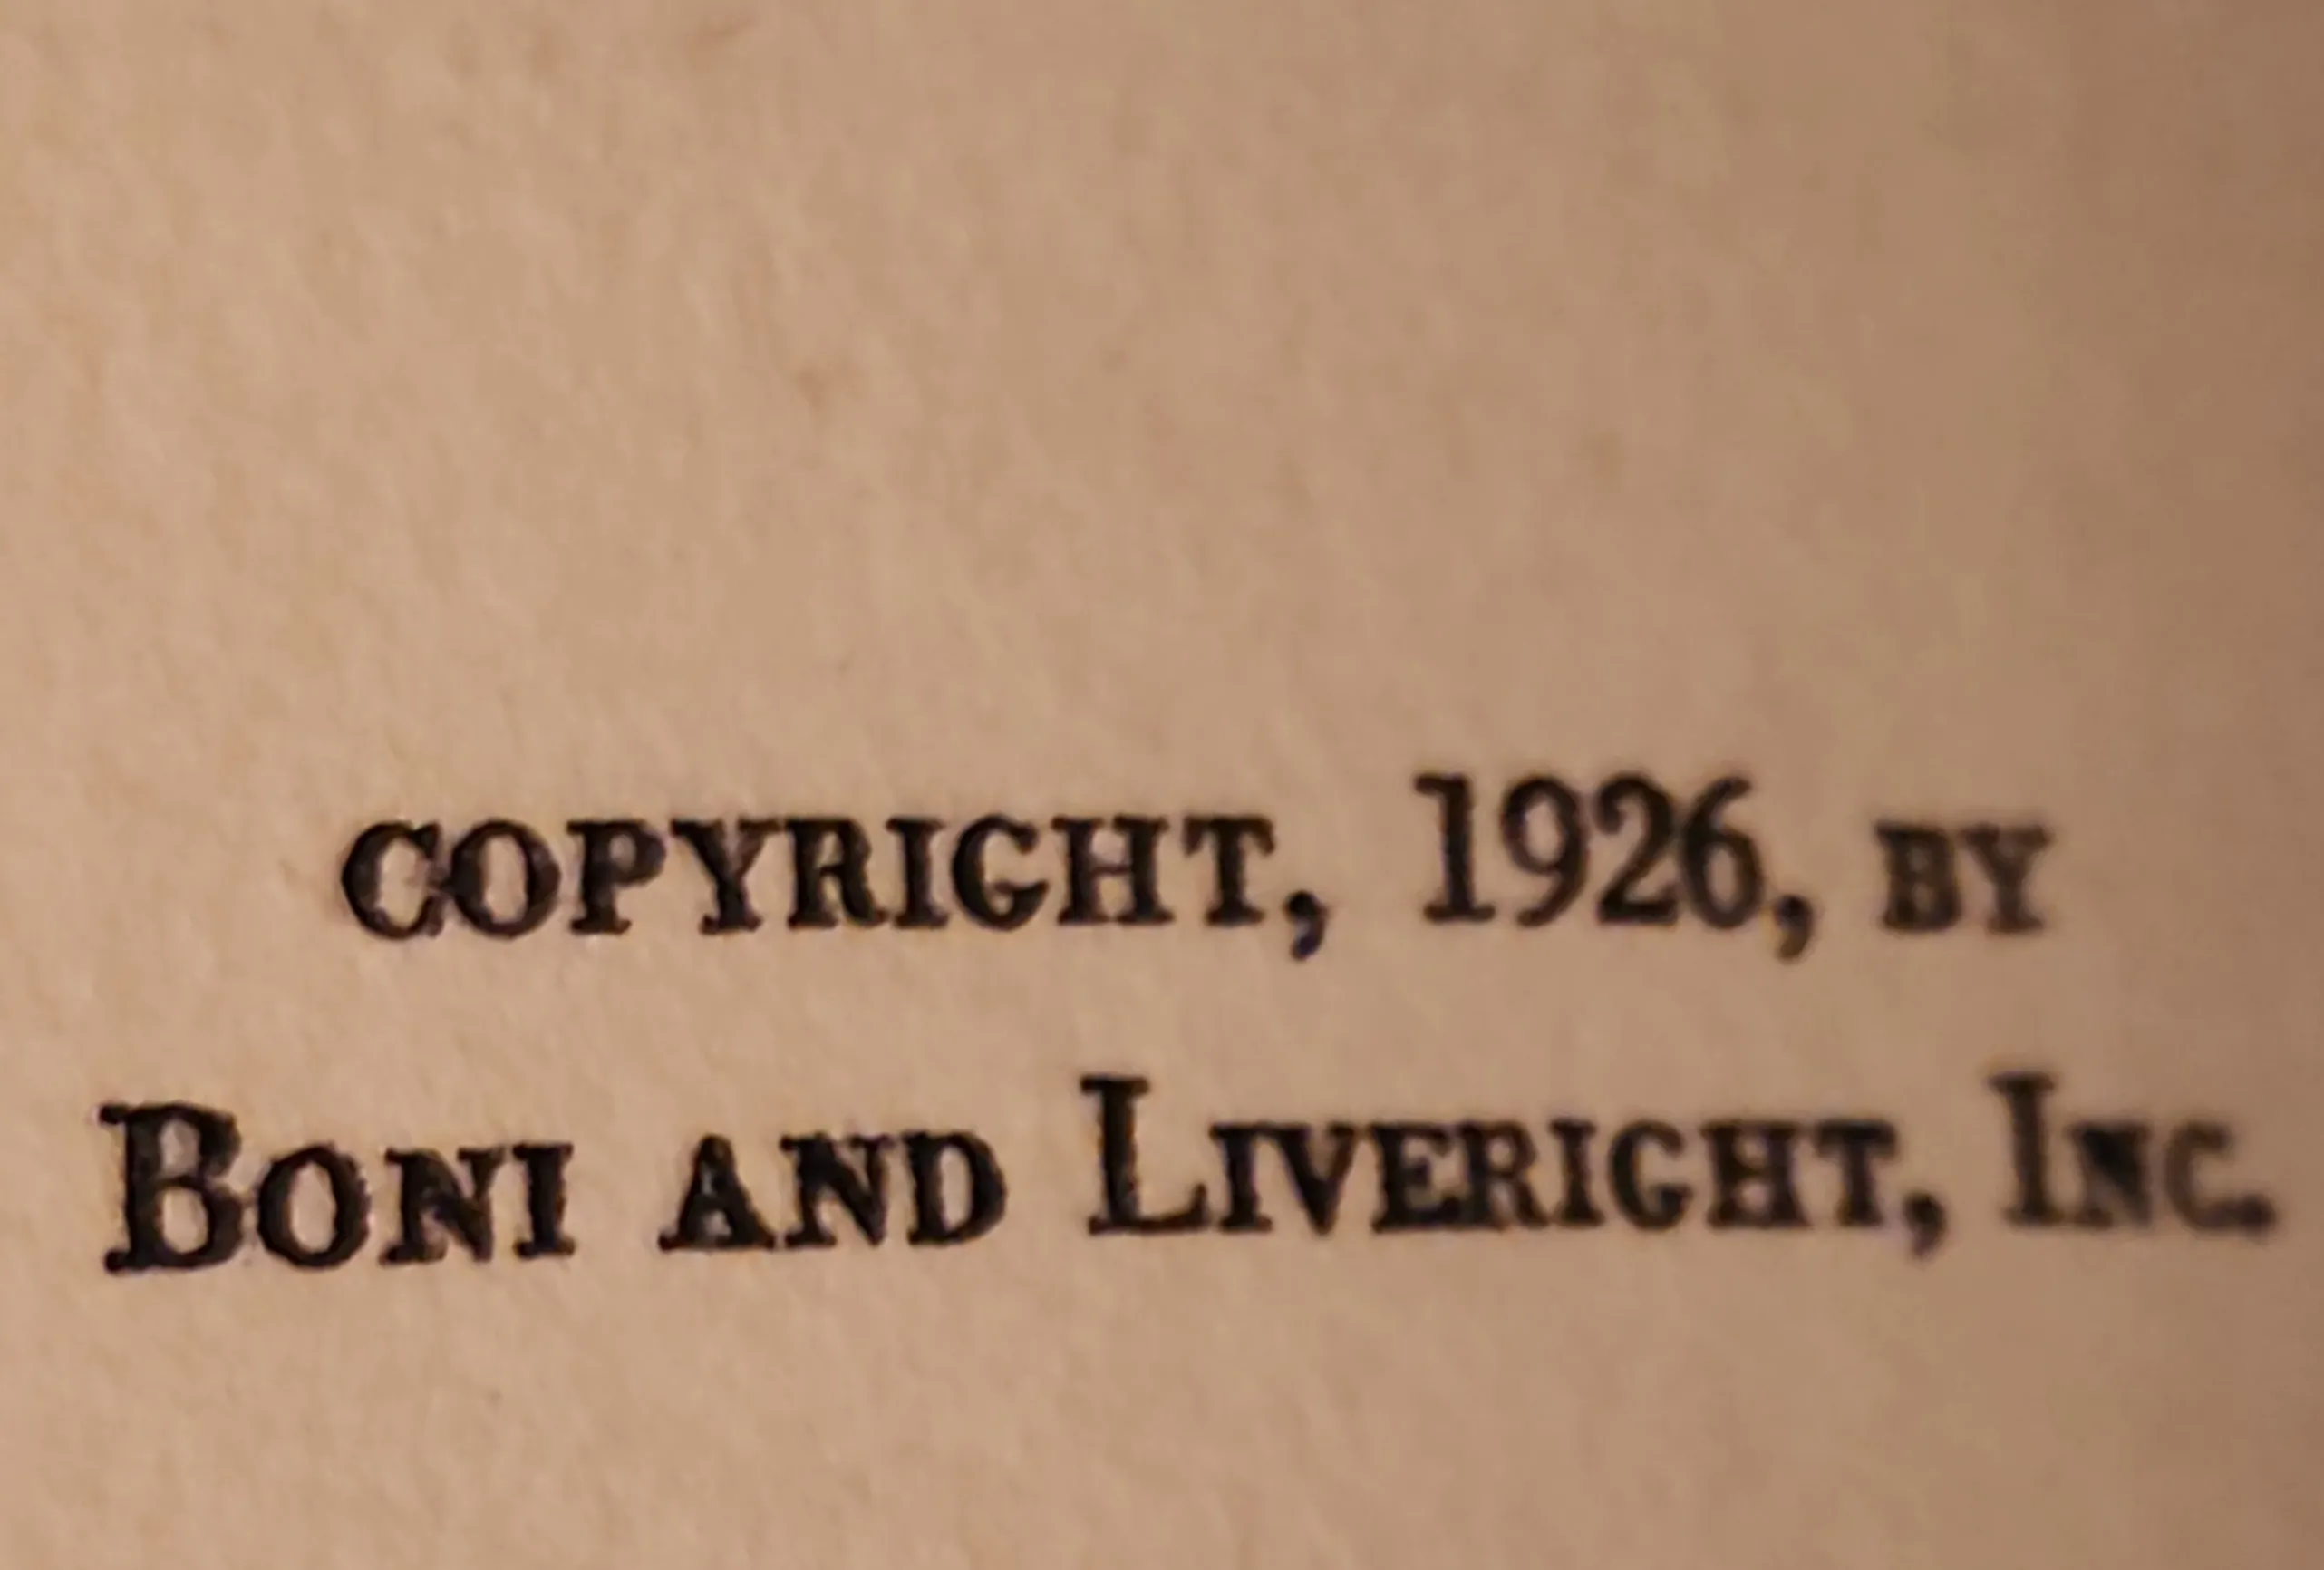 COPYRIGHT, 1926, BY
BONI AND LIVERIGHT, INC.